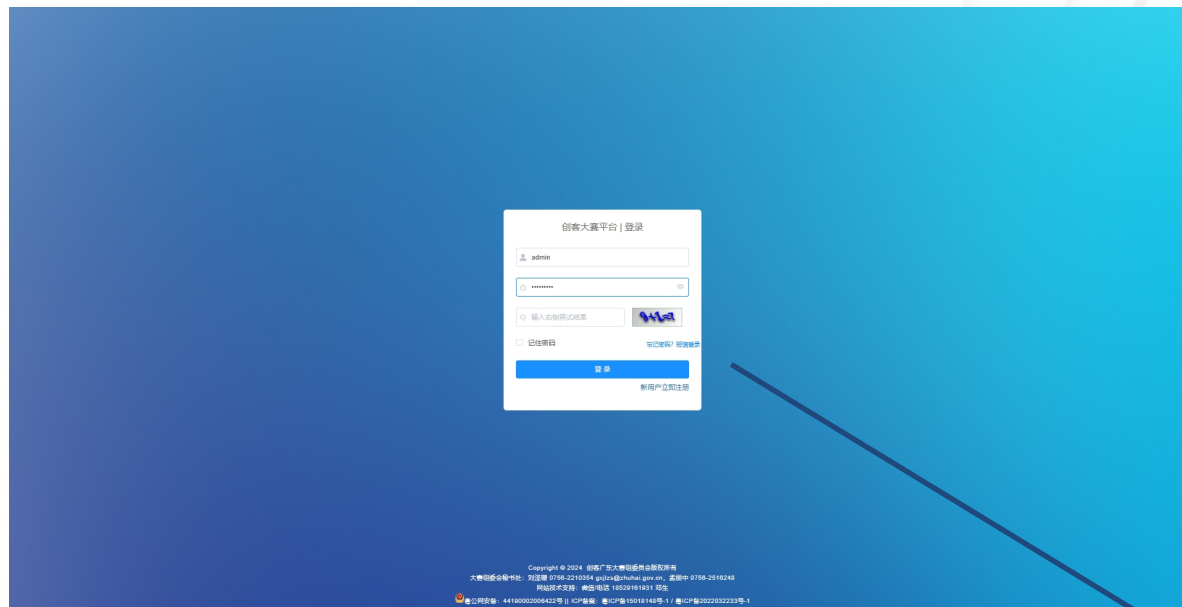 创客大赛平台 | 登录
admin
输入右侧算式结果
记住密码
忘记密码? 短信登录
登 录
新用户立即注册
Copyright © 2024 创客广东大赛组委员会版权所有
大赛组委会秘书处: 0756-2210354 gxjlzs@zhuhai.gov.cn, 0756-2516248
网站技术支持: 微信/电话 18529161931 邓生
粤公网安备: 44190002006422号 || ICP备案: 粤ICP备15018148号-1 / 粤ICP备2022032233号-1